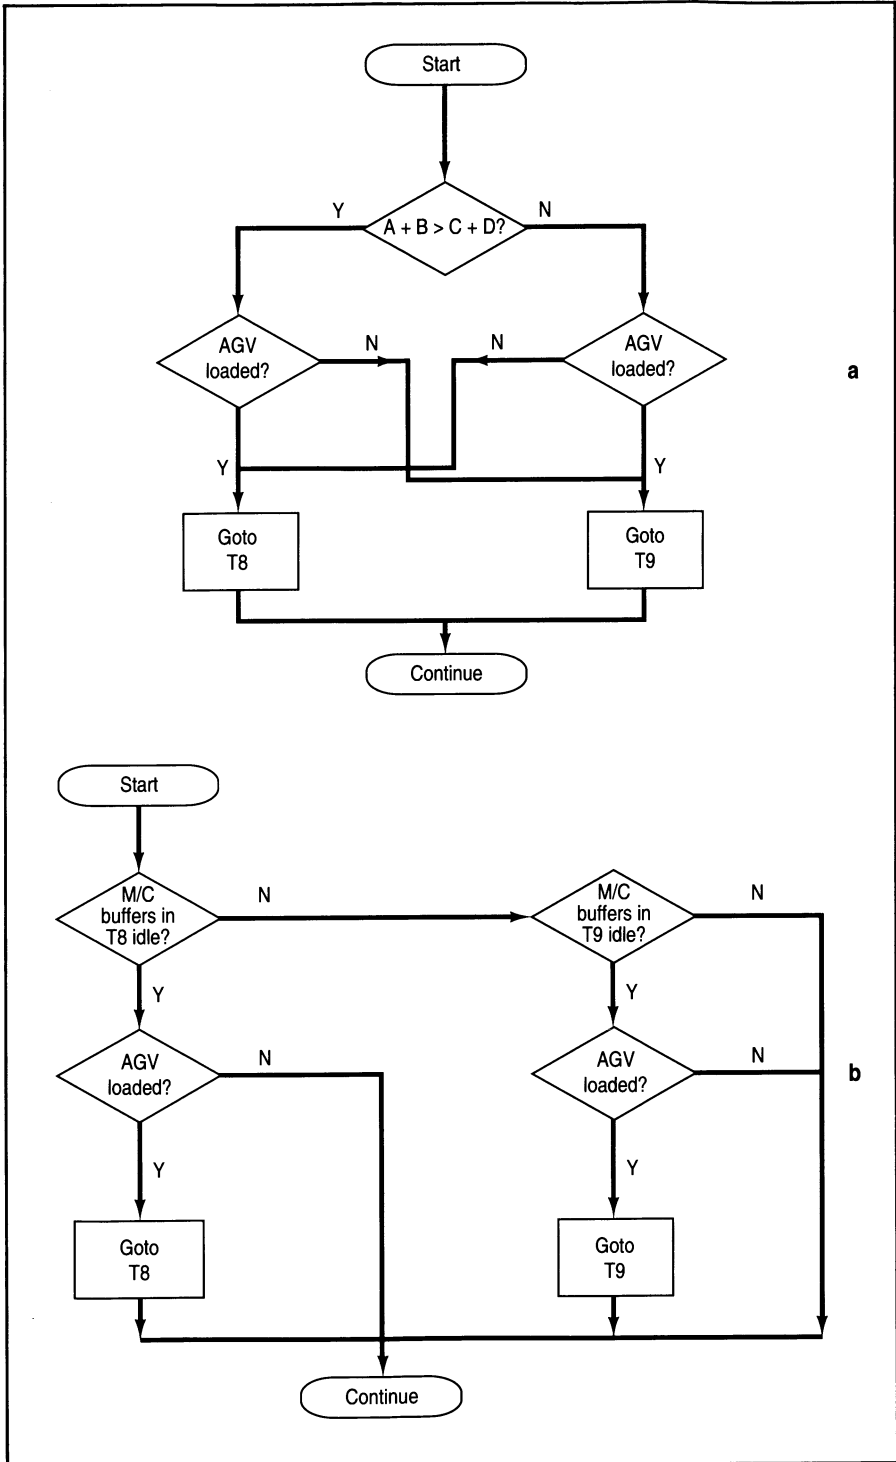 Start
Y
N
A + B > C + D?
AGV
loaded?
N
N
AGV
loaded?
a
Y
Y
Goto
T8
Goto
T9
Continue
Start
M/C
buffers in
T8 idle?
N
M/C
buffers in
T9 idle?
N
Y
Y
AGV
loaded?
N
AGV
loaded?
N
b
Y
Y
Goto
T8
Goto
T9
Continue